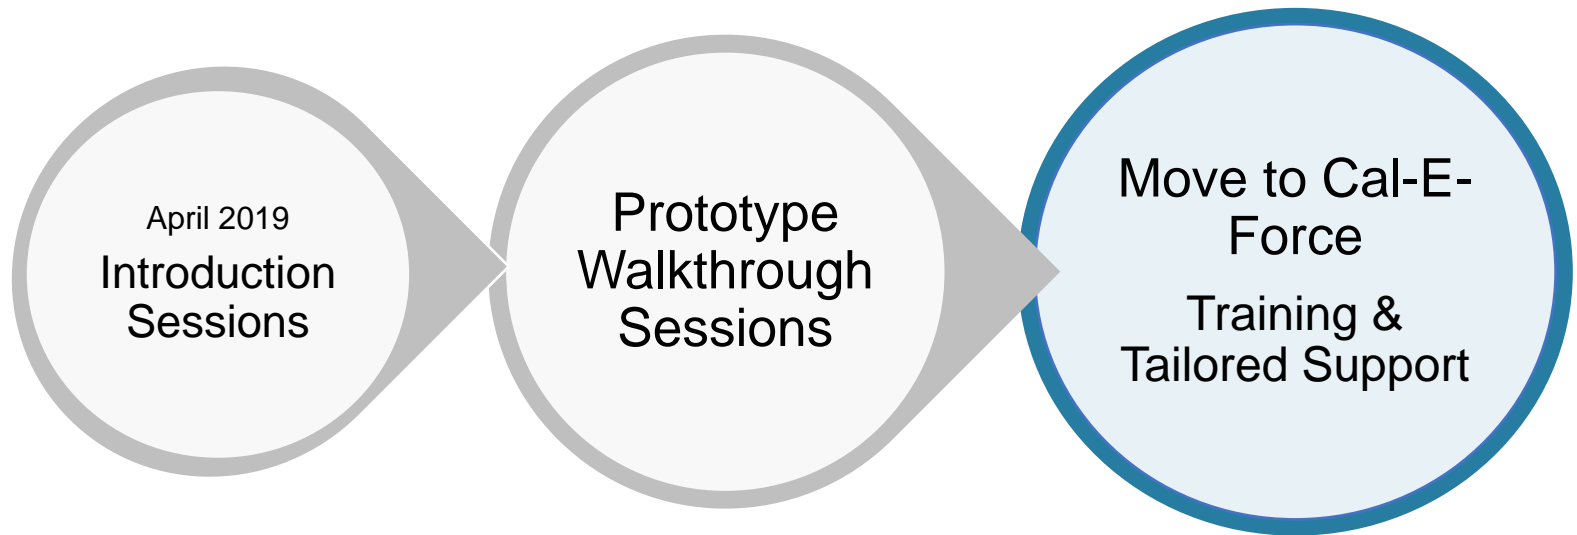 April 2019
Introduction
Sessions
Prototype
Walkthrough
Sessions
Move to Cal-E-
Force
Training &
Tailored Support